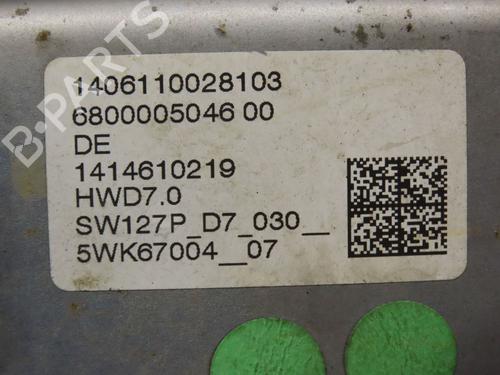 B-PARTS
1406110028103
6800005046 00
DE
1414610219
HWD7.0
SW127P_D7_030__
5WK67004__07